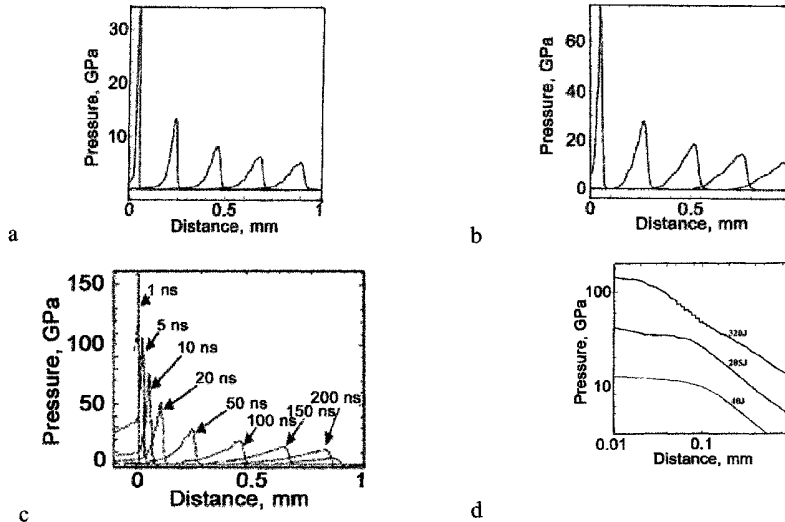 Pressure, GPa
30
20
10
0
0.5
1
Distance, mm
a
Pressure, GPa
60
40
20
0
0
0.5
Distance, mm
b
Pressure, GPa
150
100
50
0
1 ns
5 ns
10 ns
20 ns
50 ns
100 ns
150 ns
200 ns
0
0.5
1
Distance, mm
c
Pressure, GPa
100
10
320J
205J
40J
0.01
0.1
Distance, mm
d